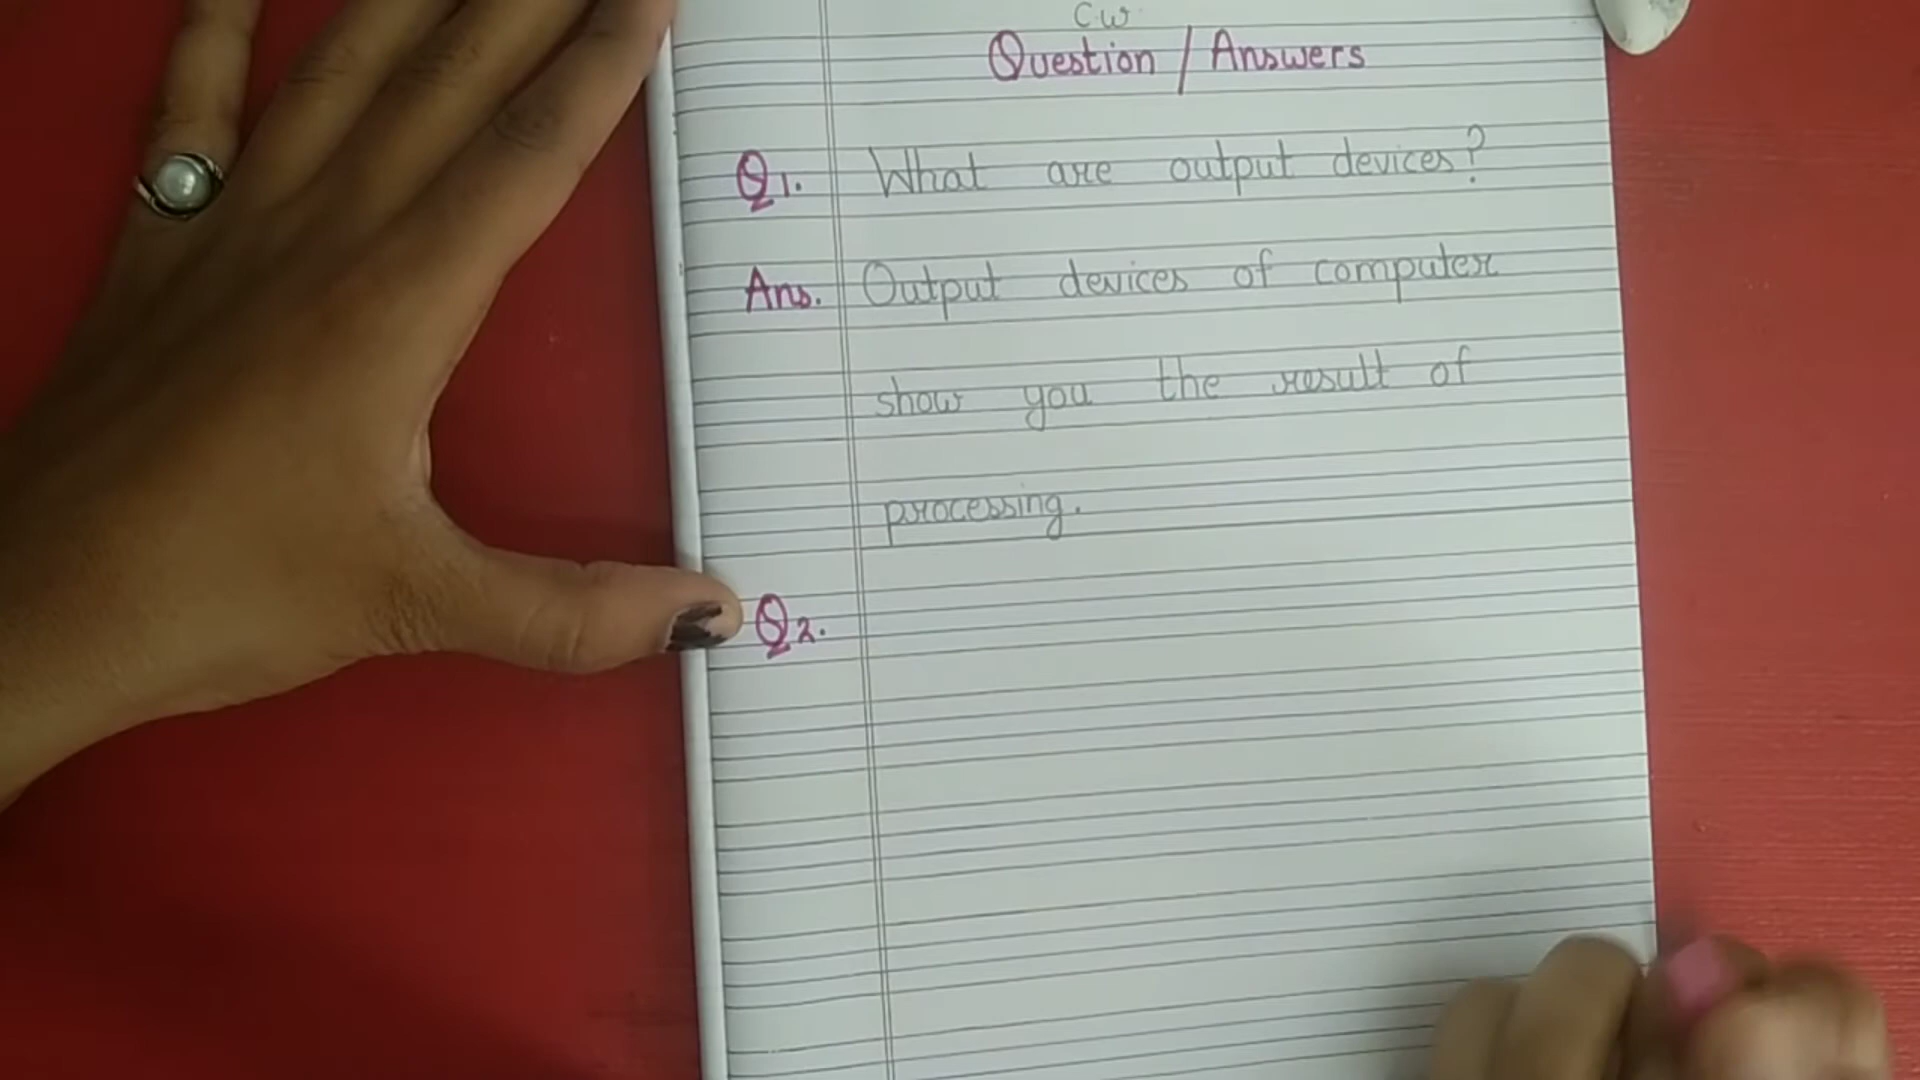 CW
Question / Answers
Q1. What are output devices?
Ans. Output devices of computer
show you the result of
processing.
Q2.